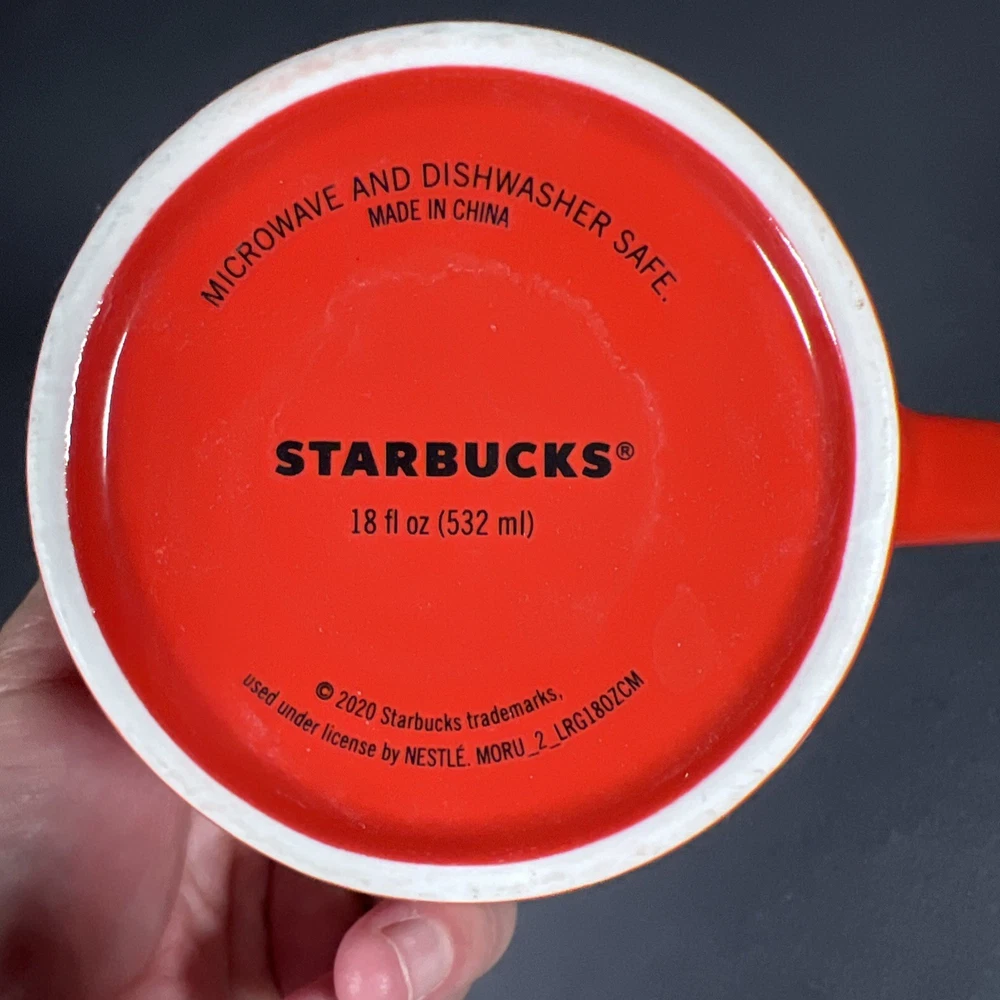 MICROWAVE AND DISHWASHER SAFE.
MADE IN CHINA
STARBUCKS®
18 fl oz (532 ml)
© 2020 Starbucks trademarks,
used under license by NESTLÉ. MORU_2_LRG18OZCM